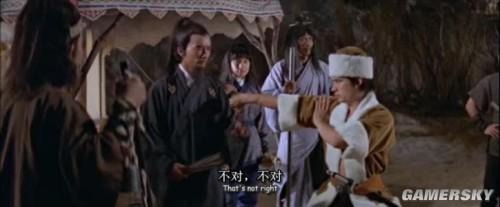 不对，不对
That's not right
GAMERSKY